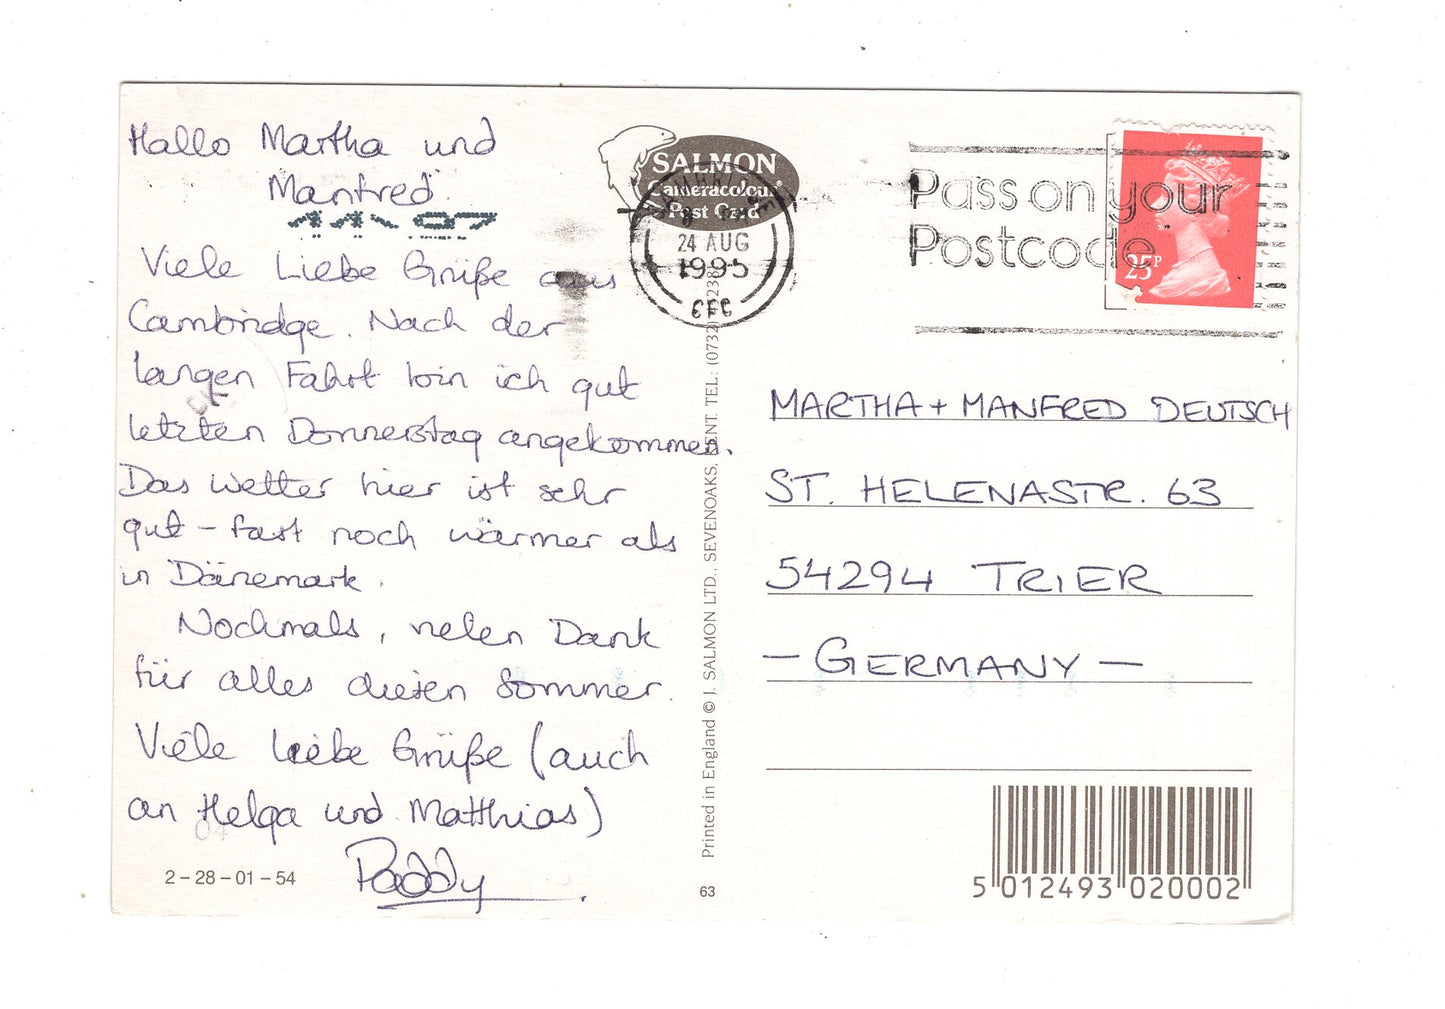 Hallo Martha und
Manfred.
Viele Liebe Grüße aus
Cambridge. Nach der
langen Fahrt bin ich gut
letzten Donnerstag angekommen.
Das Wetter hier ist sehr
gut – fast noch wärmer als
in Dänemark.
Nochmals, vielen Dank
für alles diesen Sommer.
Viele Liebe Grüße (auch
an Helga und Matthias)
Paddy
2 – 28 – 01 – 54
SALMON
Cameracolour
Post Card
24 AUG
1995
Pass on your
Postcode
25P
Printed in England © J. SALMON LTD., SEVENOAKS, KENT. TEL: (0732)
63
MARTHA + MANFRED DEUTSCH
ST. HELENASTR. 63
54294 TRIER
– GERMANY –
5 012493 020002